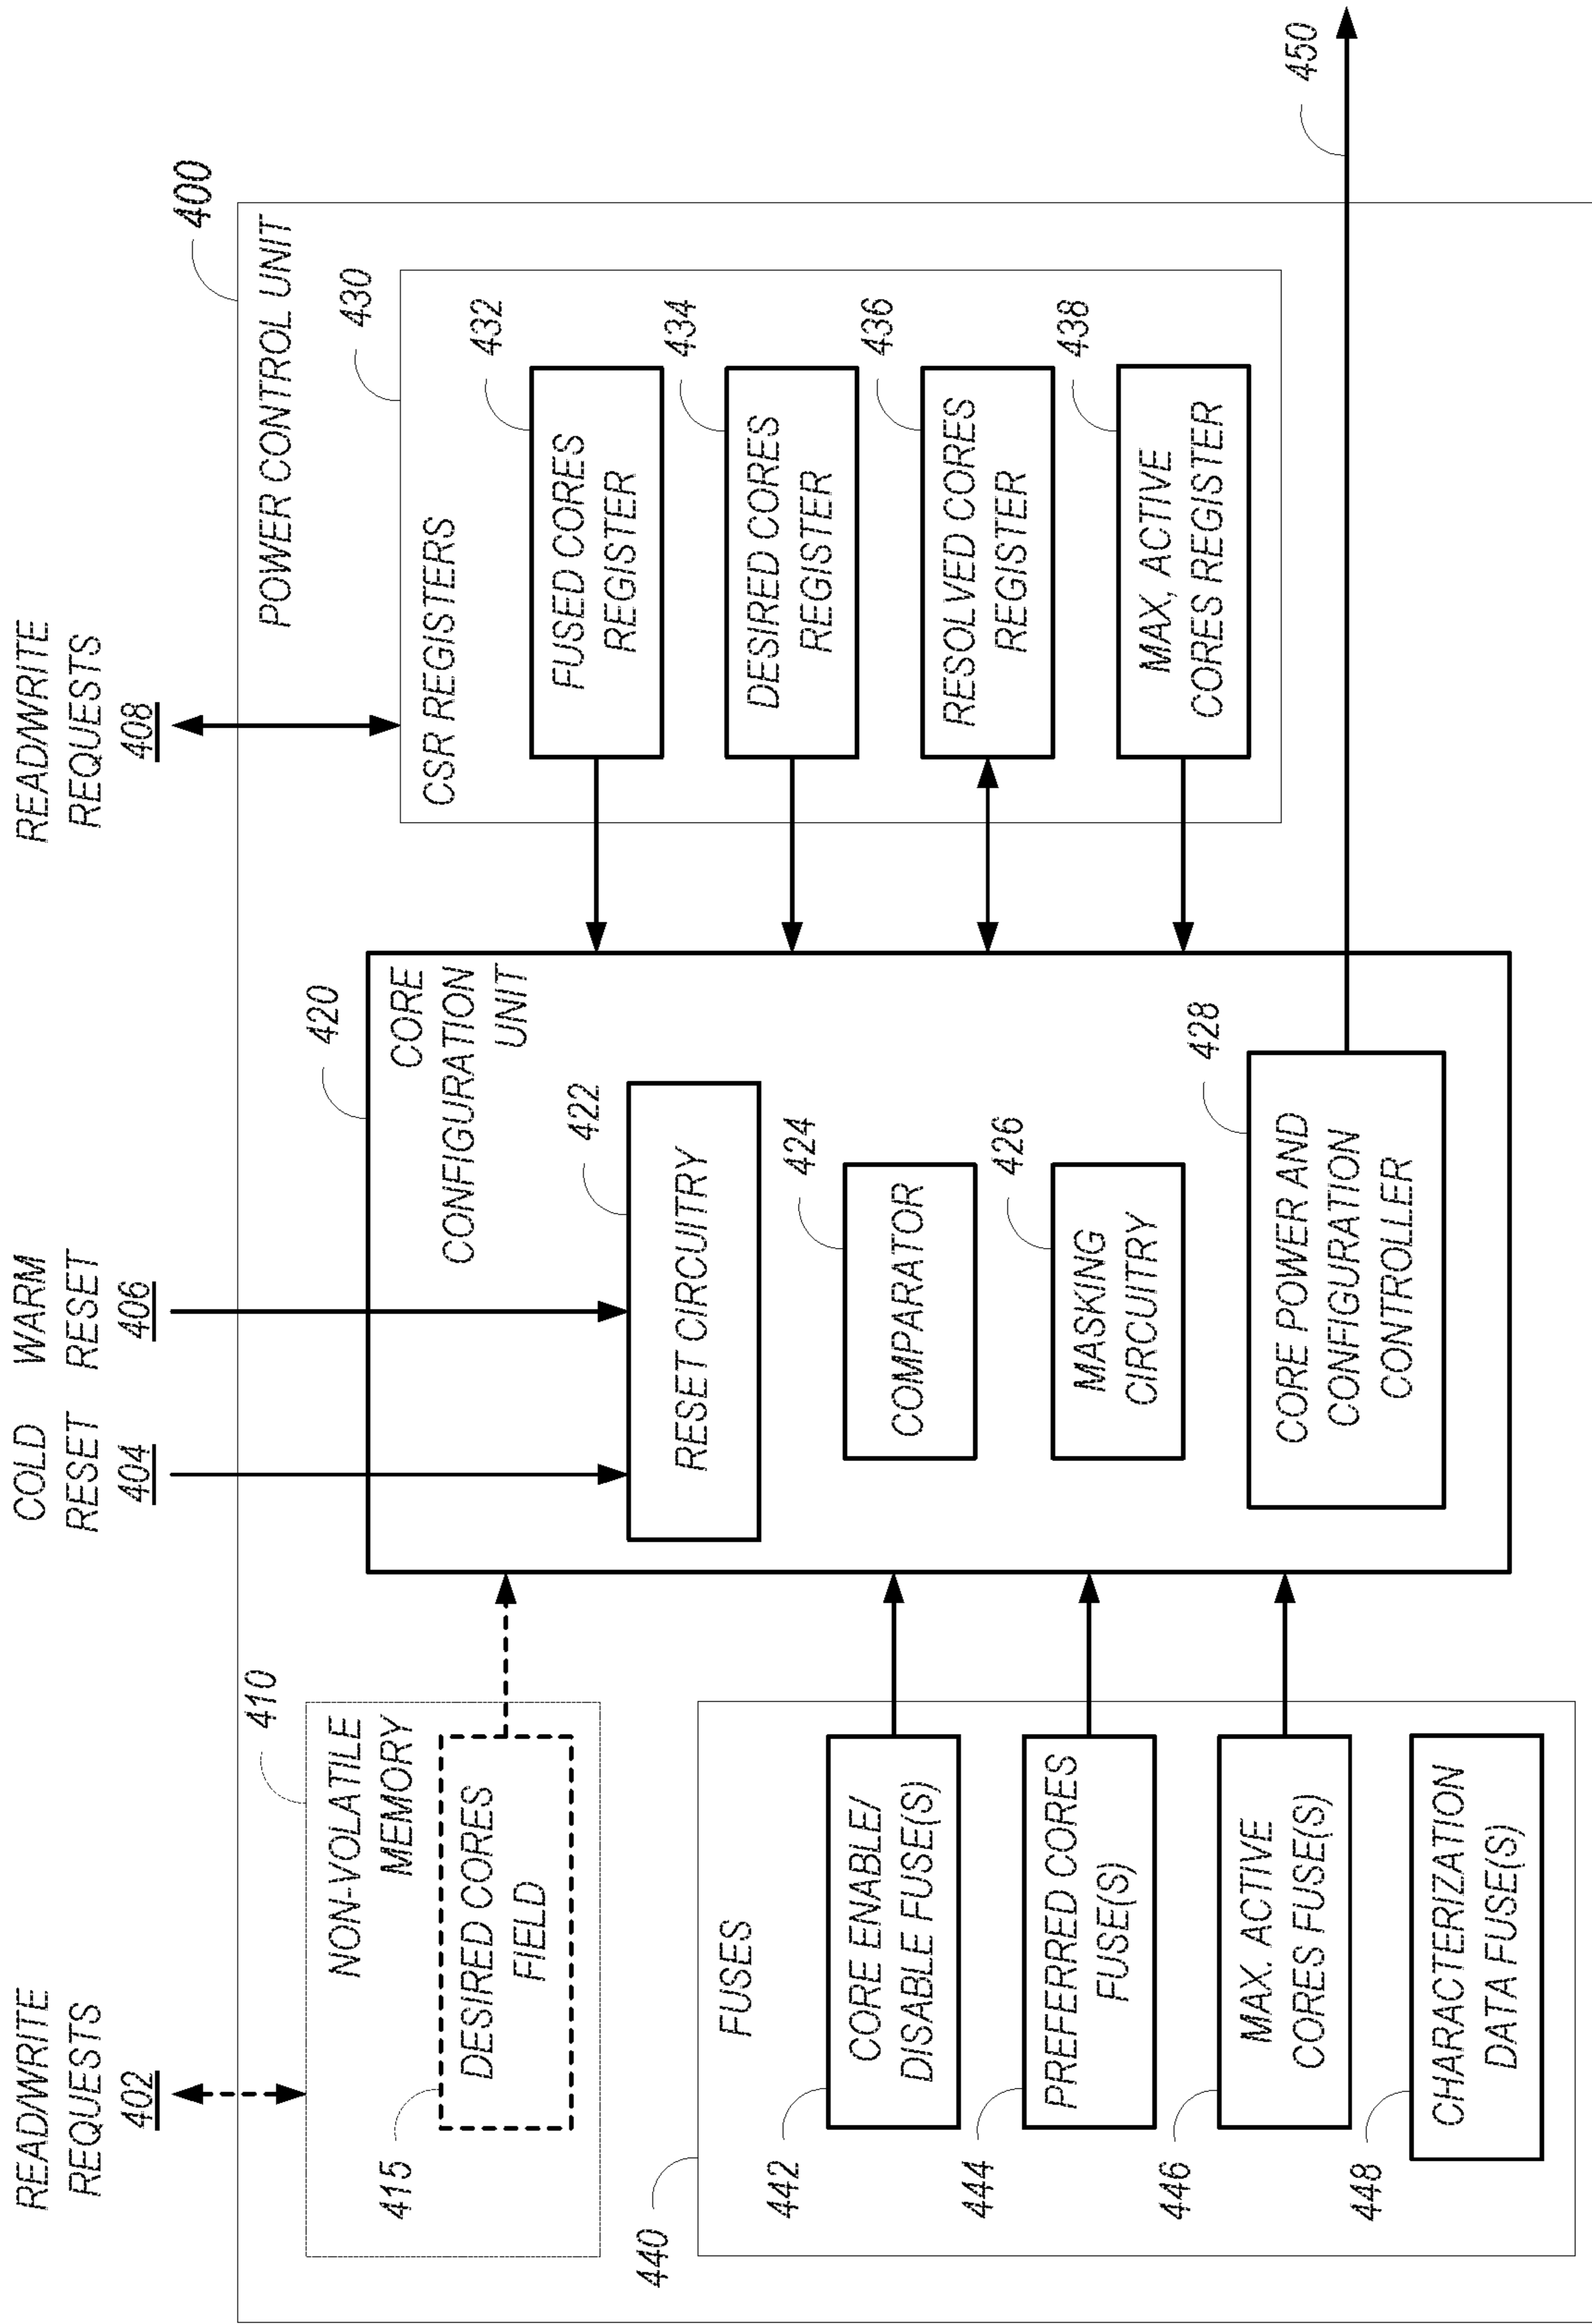 READ/WRITE
REQUESTS
402
COLD
RESET
404
WARM
RESET
406
READ/WRITE
REQUESTS
408
400
POWER CONTROL UNIT
410
NON-VOLATILE
MEMORY
415
DESIRED CORES
FIELD
440
FUSES
442
CORE ENABLE/
DISABLE FUSE(S)
444
PREFERRED CORES
FUSE(S)
446
MAX. ACTIVE
CORES FUSE(S)
448
CHARACTERIZATION
DATA FUSE(S)
420
CORE
CONFIGURATION
UNIT
422
RESET CIRCUITRY
424
COMPARATOR
426
MASKING
CIRCUITRY
428
CORE POWER AND
CONFIGURATION
CONTROLLER
430
CSR REGISTERS
432
FUSED CORES
REGISTER
434
DESIRED CORES
REGISTER
436
RESOLVED CORES
REGISTER
438
MAX, ACTIVE
CORES REGISTER
450